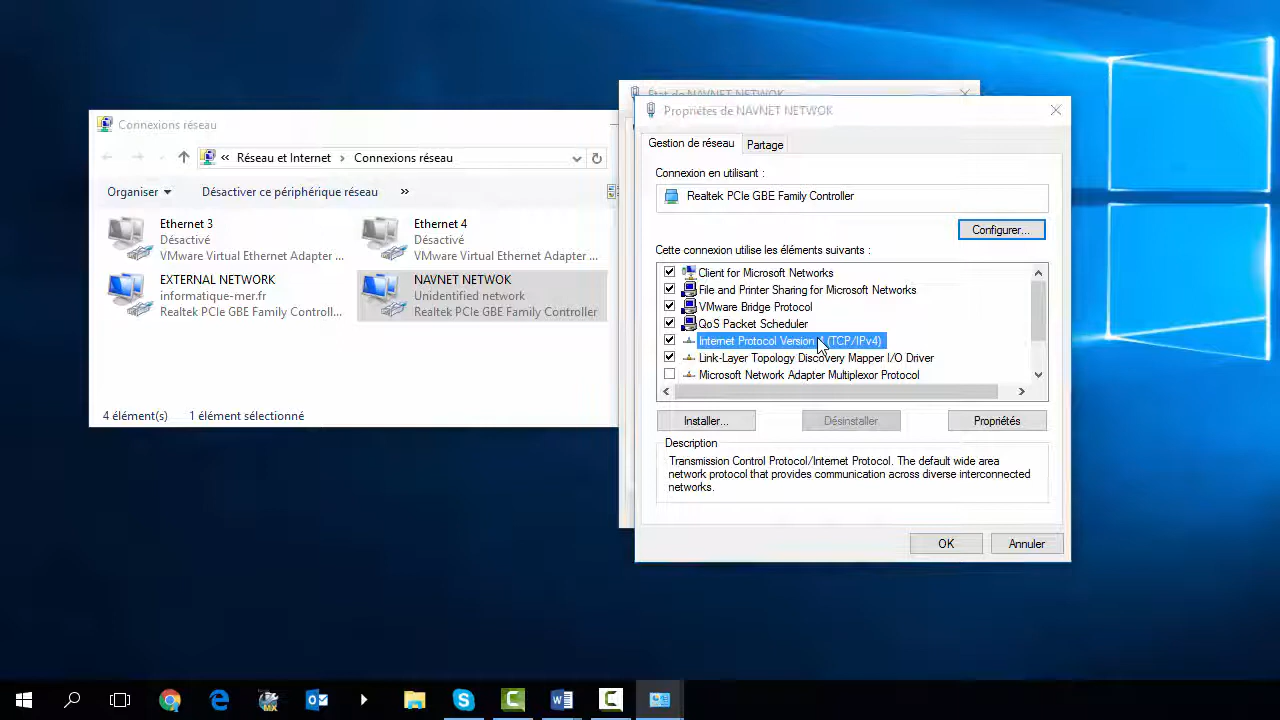 Connexions réseau
« Réseau et Internet > Connexions réseau
Organiser Désactiver ce périphérique réseau »
Ethernet 3
Désactivé
VMware Virtual Ethernet Adapter ...
Ethernet 4
Désactivé
VMware Virtual Ethernet Adapter ...
EXTERNAL NETWORK
informatique-mer.fr
Realtek PCIe GBE Family Controll...
NAVNET NETWOK
Unidentified network
Realtek PCIe GBE Family Controller
4 élément(s) 1 élément sélectionné
État de NAVNET NETWOK
Propriétés de NAVNET NETWOK
Gestion de réseau Partage
Connexion en utilisant :
Realtek PCIe GBE Family Controller
Configurer...
Cette connexion utilise les éléments suivants :
Client for Microsoft Networks
File and Printer Sharing for Microsoft Networks
VMware Bridge Protocol
QoS Packet Scheduler
Internet Protocol Version (TCP/IPv4)
Link-Layer Topology Discovery Mapper I/O Driver
Microsoft Network Adapter Multiplexor Protocol
Installer... Désinstaller Propriétés
Description
Transmission Control Protocol/Internet Protocol. The default wide area
network protocol that provides communication across diverse interconnected
networks.
OK Annuler
MX